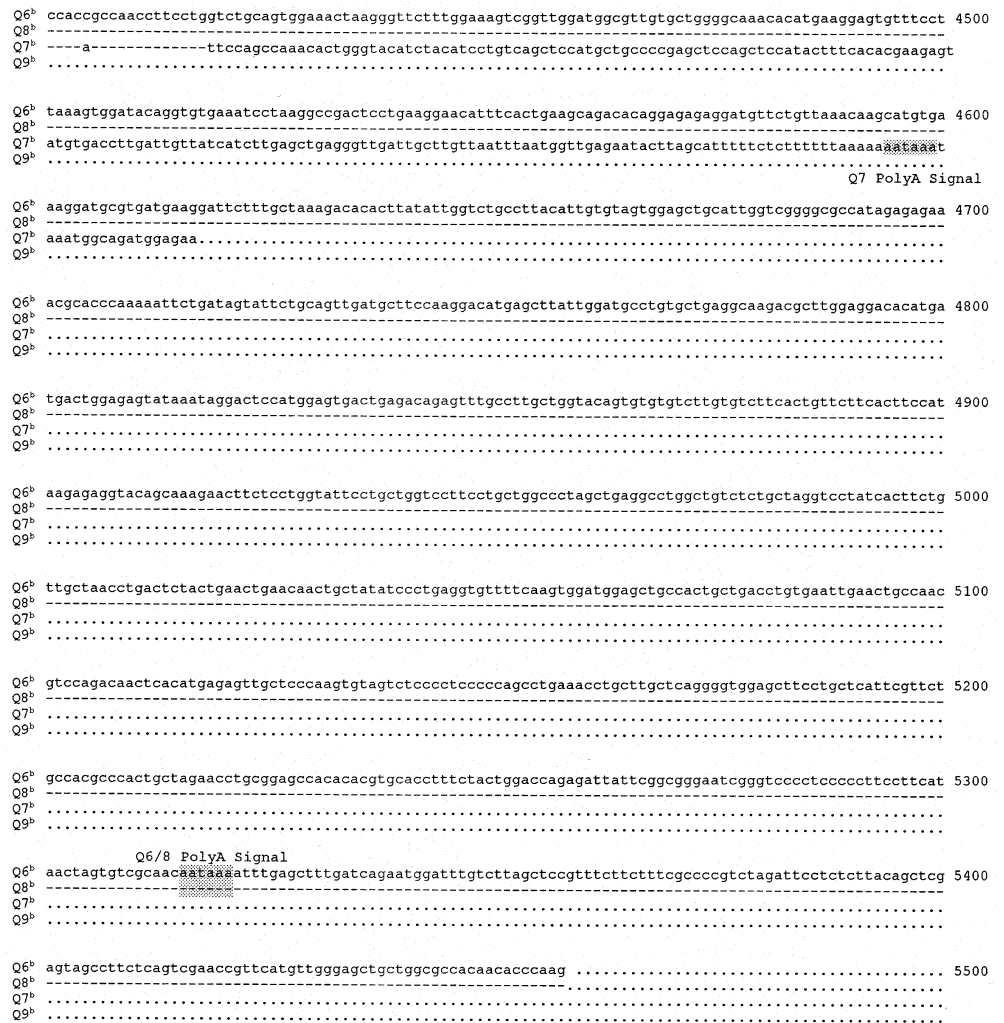 Q6ᵇ ccaccgccaaccttcctggtctgcagtggaaactaagggttctttggaaagtcggttggatggcgttgtgtgctggggcaaacacatgaaggagtgtttcct 4500
Q8ᵇ ----------------------------------------------------------------------------------------------------
Q7ᵇ ----a-------------ttccagccaaacactgggtacatctacatcctgtcagctccatgctgccccgagctccagctccatactttcacacgaagagt
Q9ᵇ ....................................................................................................
Q6ᵇ taaagtggatacaggtgtgaaatcctaaggccgactcctgaaggaacatttcactgaagcagacacaggagagaggatgttctgttaaacaagcatgtga 4600
Q8ᵇ ----------------------------------------------------------------------------------------------------
Q7ᵇ atgtgaccttgattgttatcatcttgagctgagggttgattgcttgttaatttaatggttgagaatacttagcatttttctctttttttaaaaaaataaat
Q9ᵇ ....................................................................................................
Q7 PolyA Signal
Q6ᵇ aaggatgcgtgatgaaggattctttgctaaagacacacttatattggtctgccttacattgtgtagtggagctgcattggtcggggcgccatagagagaa 4700
Q8ᵇ ----------------------------------------------------------------------------------------------------
Q7ᵇ aaatggcagatggagaa...................................................................................
Q9ᵇ ....................................................................................................
Q6ᵇ acgcacccaaaaattctgatagtattctgcagttgatgcttccaaggacatgagcttattggatgcctgtgctgaggcaagacgcttggaggacacatga 4800
Q8ᵇ ----------------------------------------------------------------------------------------------------
Q7ᵇ ....................................................................................................
Q9ᵇ ....................................................................................................
Q6ᵇ tgactggagagtataaataggactccatggagtgactgagacagagtttgccttgctggtacagtgtgtgtcttgtgtcttcactgttcttcacttccat 4900
Q8ᵇ ----------------------------------------------------------------------------------------------------
Q7ᵇ ....................................................................................................
Q9ᵇ ....................................................................................................
Q6ᵇ aagagaggtacagcaaagaacttctcctggtattcctgctggtccttcctgctggccctagctgaggcctggctgtctctgctaggtcctatcacttctg 5000
Q8ᵇ ----------------------------------------------------------------------------------------------------
Q7ᵇ ....................................................................................................
Q9ᵇ ....................................................................................................
Q6ᵇ ttgctaacctgactctactgaactgaacaactgctatatccctgaggtgttttcaagtggatggagctgccactgctgacctgtgaattgaactgccaac 5100
Q8ᵇ ----------------------------------------------------------------------------------------------------
Q7ᵇ ....................................................................................................
Q9ᵇ ....................................................................................................
Q6ᵇ gtccagacaactcacatgagagttgctcccaagtgtagtctcccctcccccagcctgaaacctgcttgctcaggggtggagcttcctgctcattcgttct 5200
Q8ᵇ ----------------------------------------------------------------------------------------------------
Q7ᵇ ....................................................................................................
Q9ᵇ ....................................................................................................
Q6ᵇ gccacgcccactgctagaacctgcggagccacacacgtgcacctttctactggaccagagattattcggcgggaatcgggtcccctcccccttccttcat 5300
Q8ᵇ ----------------------------------------------------------------------------------------------------
Q7ᵇ ....................................................................................................
Q9ᵇ ....................................................................................................
Q6/8 PolyA Signal
Q6ᵇ aactagtgtcgcaacaataaaatttgagctttgatcagaatggatttgtcttagctccgtttcttctttcgccccgtctagattcctctcttacagctcg 5400
Q8ᵇ ----------------------------------------------------------------------------------------------------
Q7ᵇ ....................................................................................................
Q9ᵇ ....................................................................................................
Q6ᵇ agtagccttctcagtcgaaccgttcatgttgggagctgctggcgccacaacacccaag ......................................... 5500
Q8ᵇ ----------------------------------------------------------..........................................
Q7ᵇ ....................................................................................................
Q9ᵇ ....................................................................................................